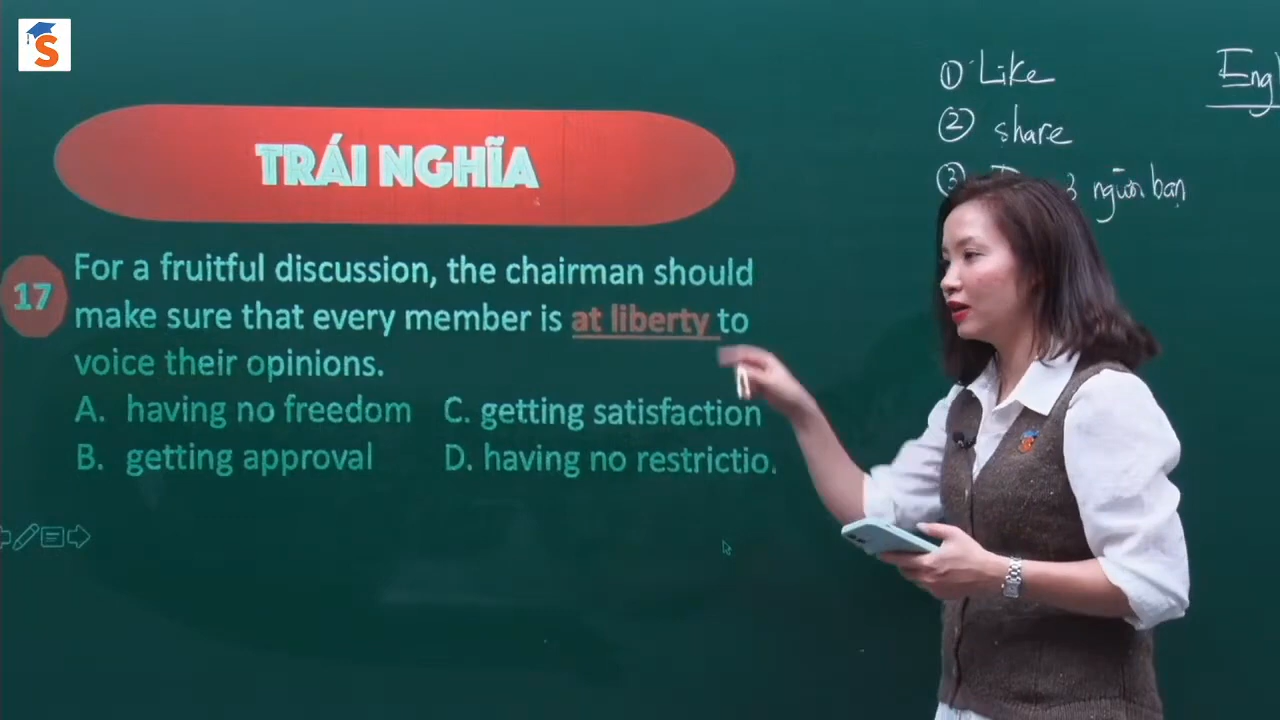 S
① Like
Eng
② share
③ 3 người bạn
TRÁI NGHĨA
17
For a fruitful discussion, the chairman should
make sure that every member is at liberty to
voice their opinions.
A. having no freedom C. getting satisfaction
B. getting approval D. having no restrictio.